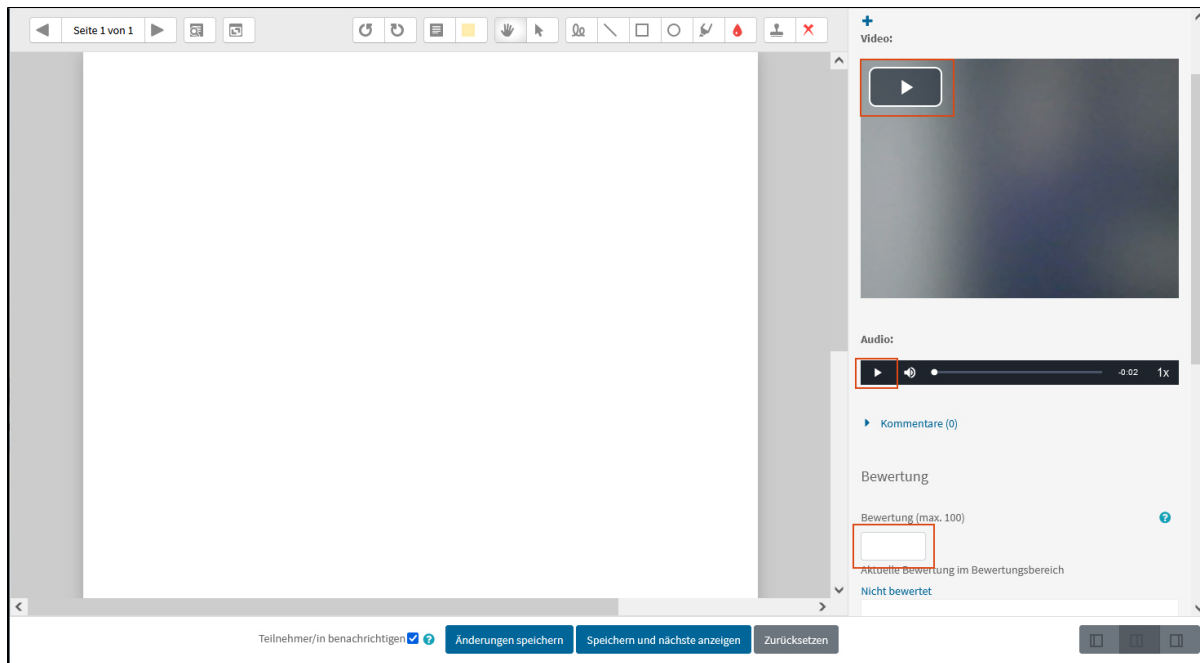 Seite 1 von 1
Video:
Audio:
-0:02 1x
Kommentare (0)
Bewertung
Bewertung (max. 100)
Aktuelle Bewertung im Bewertungsbereich
Nicht bewertet
Teilnehmer/in benachrichtigen Änderungen speichern Speichern und nächste anzeigen Zurücksetzen